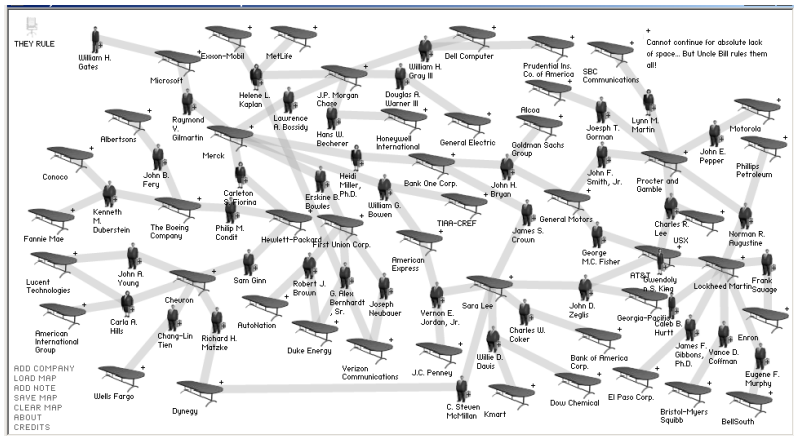 THEY RULE
William H.
Gates
Microsoft
Exxon-Mobil
MetLife
Helene L.
Kaplan
J.P. Morgan
Chase
William H.
Gray III
Dell Computer
Prudential Ins.
Co. of America
SBC
Communications
Cannot continue for absolute lack
of space... But Uncle Bill rules them
all!
Albertsons
Raymond
V.
Gilmartin
Lawrence
A. Bossidy
Hans W.
Becherer
Douglas A.
Warner III
Honeywell
International
General Electric
Alcoa
Goldman Sachs
Group
Joesph T.
Gorman
Lynn M.
Martin
Motorola
John E.
Pepper
Phillips
Petroleum
Conoco
John B.
Fery
Merck
Carleton
S. Fiorina
Heidi
Miller,
Ph.D.
Erskine B.
Bowles
William G.
Bowen
Bank One Corp.
John H.
Bryan
John F.
Smith, Jr.
Procter and
Gamble
Fannie Mae
Kenneth
M.
Duberstein
The Boeing
Company
Philip M.
Condit
Hewlett-Packard
First Union Corp.
TIAA-CREF
James S.
Crown
General Motors
Charles R.
Lee
USX
Norman R.
Augustine
Lucent
Technologies
John A.
Young
Chevron
Sam Ginn
Robert J.
Brown
G. Alex
Bernhardt
, Sr.
Joseph
Neubauer
American
Express
George
M.C. Fisher
AT&T
Gwendoly
n S. King
Lockheed Martin
Frank
Savage
American
International
Group
Carla A.
Hills
Chang-Lin
Tien
Richard H.
Matzke
AutoNation
Duke Energy
Verizon
Communications
Vernon E.
Jordan, Jr.
Sara Lee
Charles W.
Coker
John D.
Zeglis
Georgia-Pacific
Caleb B.
Hurtt
James F.
Gibbons,
Ph.D.
Vance D.
Coffman
Enron
Eugene F.
Murphy
J.C. Penney
Willie D.
Davis
Bank of America
Corp.
Wells Fargo
Dynegy
C. Steven
McMillan
Kmart
Dow Chemical
El Paso Corp.
Bristol-Myers
Squibb
BellSouth
ADD COMPANY
LOAD MAP
ADD NOTE
SAVE MAP
CLEAR MAP
ABOUT
CREDITS